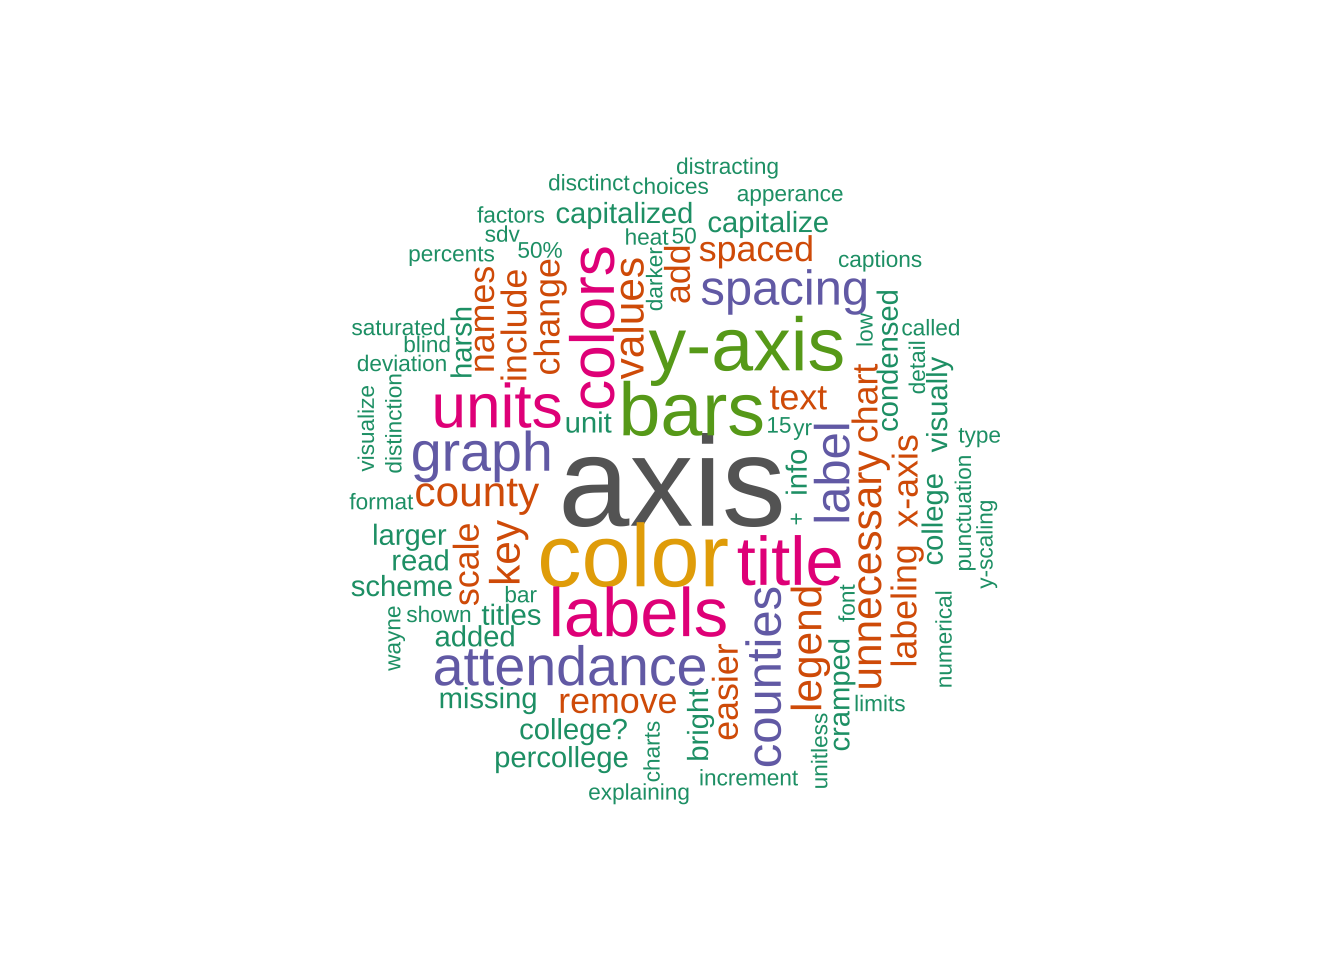 distracting
disctinct
choices
apperance
factors
capitalized
capitalize
sdv
heat
50
percents
50%
spaced
captions
colors
values
darker
add
names
include
change
spacing
saturated
blind
harsh
y-axis
low
condensed
called
deviation
detail
visualize
distinction
units
unit
bars
text
chart
visually
15
yr
type
graph
axis
info
label
unnecessary
x-axis
format
county
college
punctuation
y-scaling
larger
scale
key
+
read
color
title
scheme
bar
labels
counties
legend
font
labeling
numerical
wayne
shown
titles
added
attendance
easier
cramped
missing
remove
bright
limits
college?
charts
unitless
percollege
increment
explaining